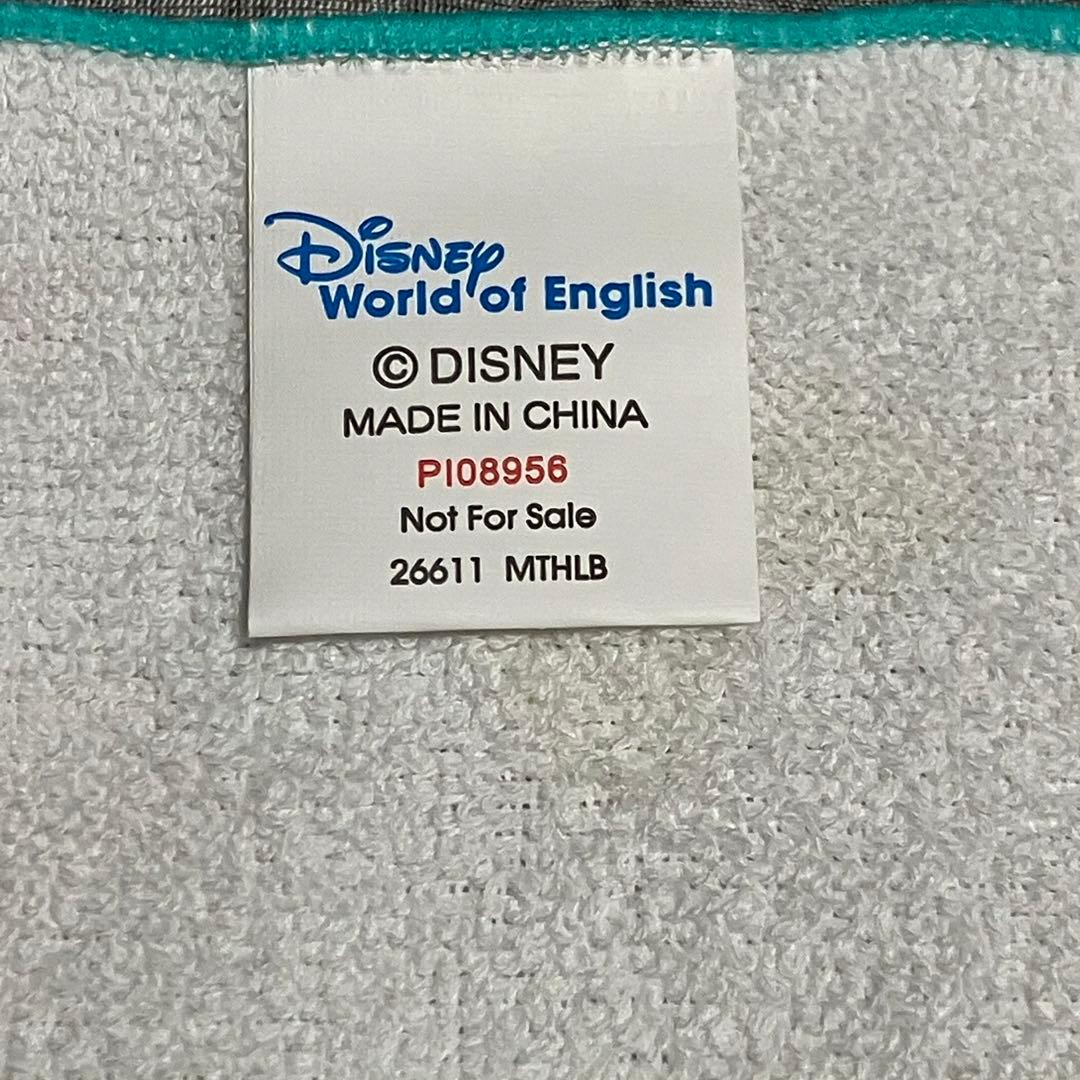 Disney
World of English
© DISNEY
MADE IN CHINA
PI08956
Not For Sale
26611 MTHLB